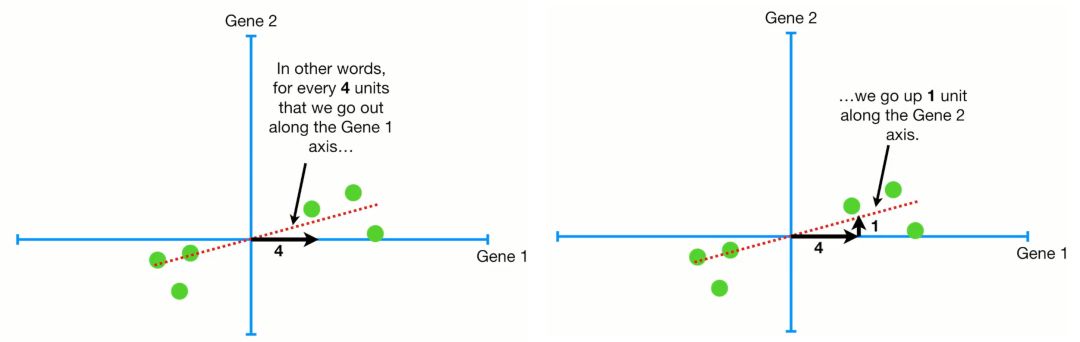 Gene 2
In other words,
for every 4 units
that we go out
along the Gene 1
axis…
4
Gene 1
Gene 2
…we go up 1 unit
along the Gene 2
axis.
1
4
Gene 1